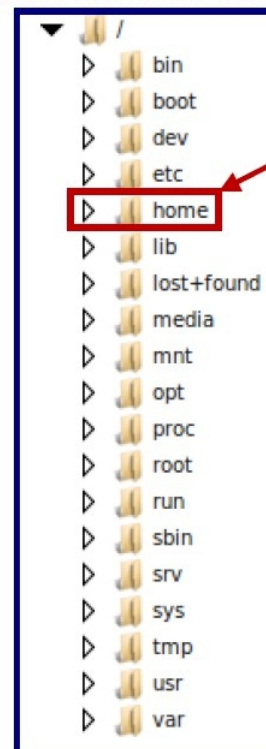 /
bin
boot
dev
etc
home
lib
lost+found
media
mnt
opt
proc
root
run
sbin
srv
sys
tmp
usr
var